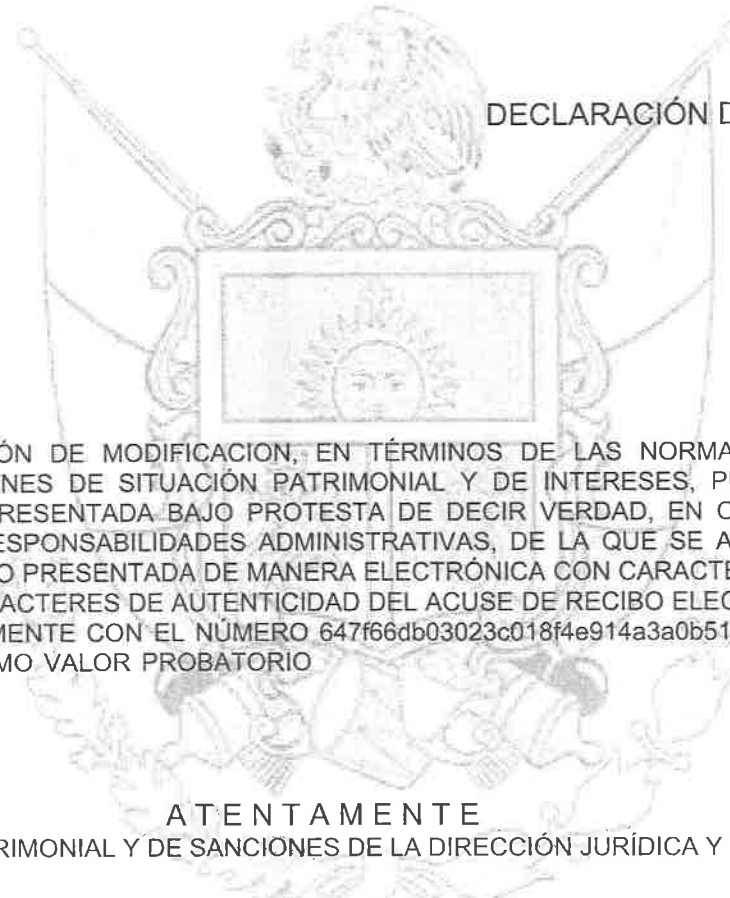 DECLARACIÓN D
ÓN DE MODIFICACION, EN TÉRMINOS DE LAS NORMA
NES DE SITUACIÓN PATRIMONIAL Y DE INTERESES, PU
RESENTADA BAJO PROTESTA DE DECIR VERDAD, EN C
ESPONSABILIDADES ADMINISTRATIVAS, DE LA QUE SE A
O PRESENTADA DE MANERA ELECTRÓNICA CON CARACTE
ACTERES DE AUTENTICIDAD DEL ACUSE DE RECIBO ELEC
MENTE CON EL NÚMERO 647f66db03023c018f4e914a3a0b51
MO VALOR PROBATORIO
ATENTAMENTE
RIMONIAL Y DE SANCIONES DE LA DIRECCIÓN JURÍDICA Y